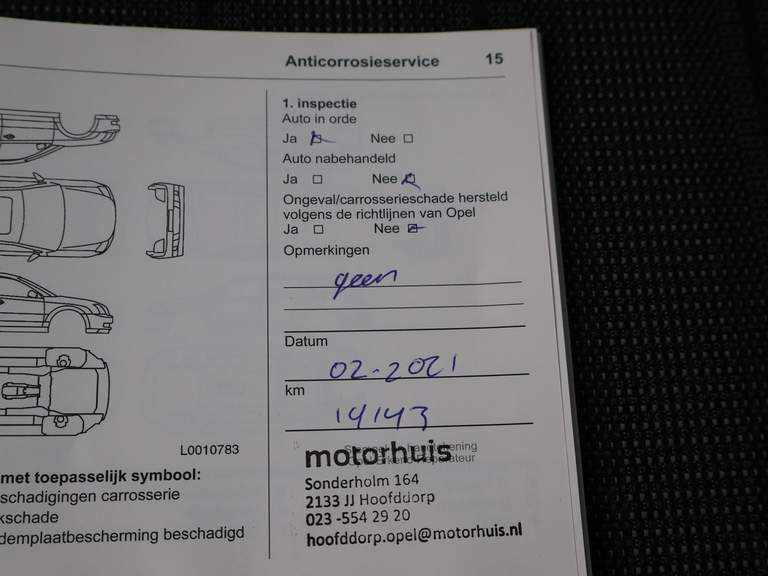 Anticorrosieservice 15
1. inspectie
Auto in orde
Ja Nee
Auto nabehandeld
Ja Nee
Ongeval/carrosserieschade hersteld
volgens de richtlijnen van Opel
Ja Nee
Opmerkingen
geen
Datum
02-2021
km
14143
L0010783
met toepasselijk symbool:
schadigingen carrosserie
kschade
demplaatbescherming beschadigd
motorhuis
Sonderholm 164
2133 JJ Hoofddorp
023 -554 29 20
hoofddorp.opel@motorhuis.nl